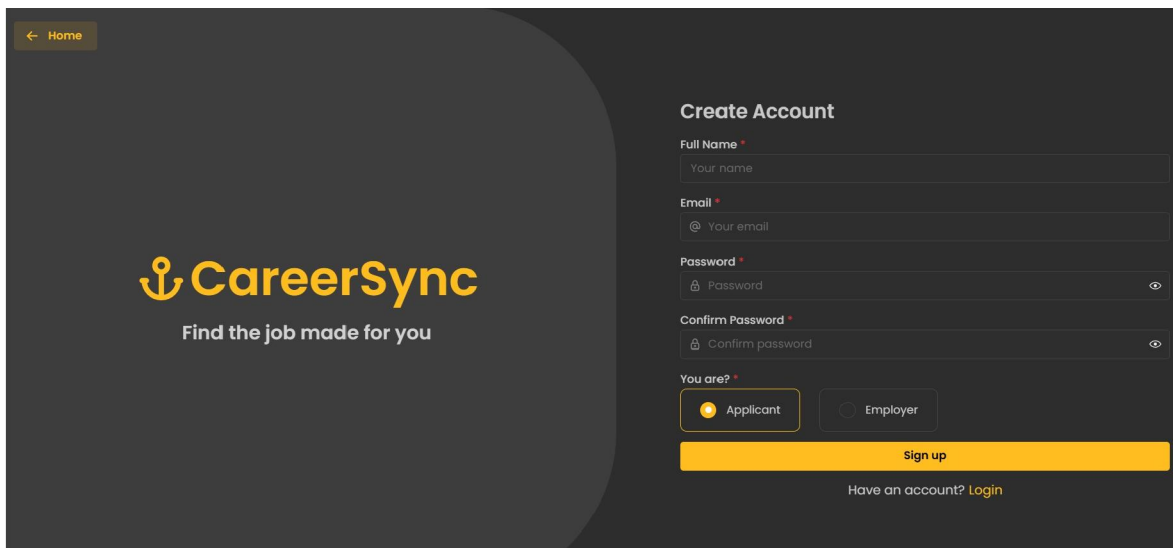 Home
CareerSync
Find the job made for you
Create Account
Full Name *
Your name
Email *
@ Your email
Password *
Password
Confirm Password *
Confirm password
You are? *
Applicant
Employer
Sign up
Have an account? Login